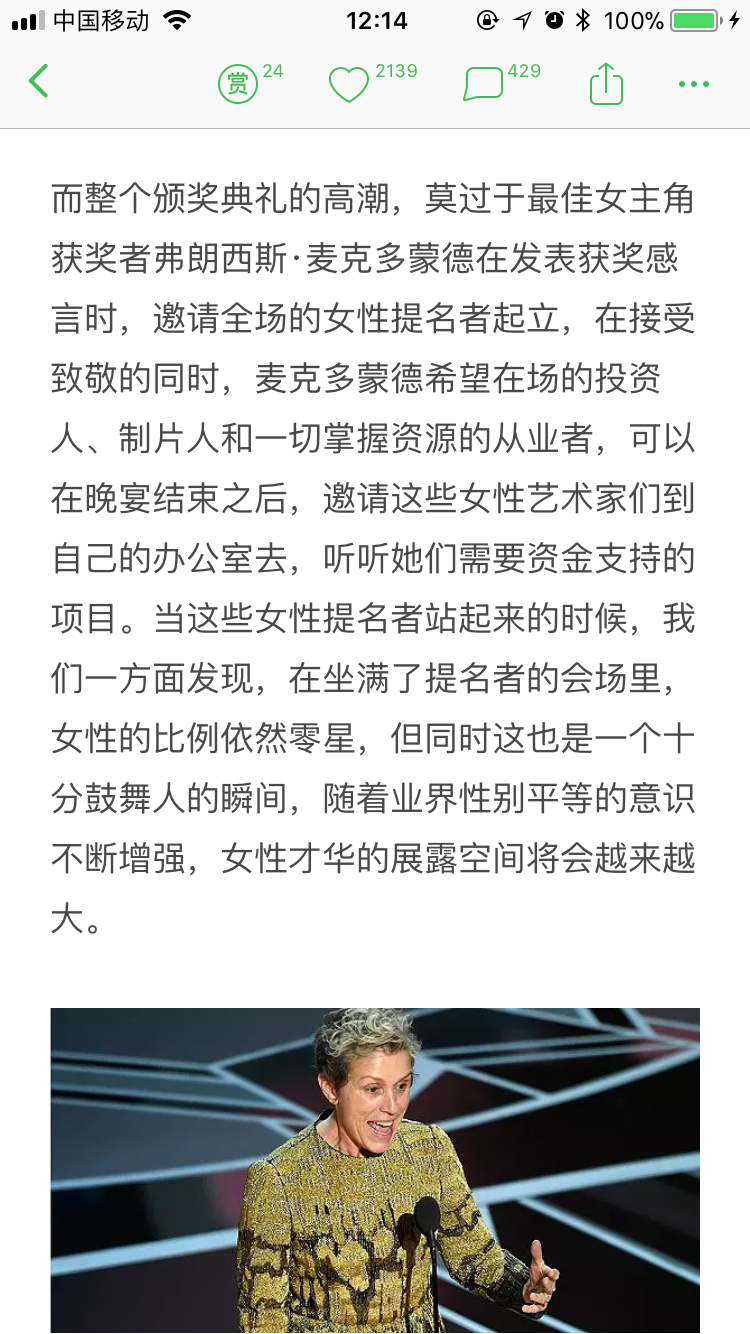 中国移动 12:14 100%
赏 24 2139 429
而整个颁奖典礼的高潮，莫过于最佳女主角
获奖者弗朗西斯·麦克多蒙德在发表获奖感
言时，邀请全场的女性提名者起立，在接受
致敬的同时，麦克多蒙德希望在场的投资
人、制片人和一切掌握资源的从业者，可以
在晚宴结束之后，邀请这些女性艺术家们到
自己的办公室去，听听她们需要资金支持的
项目。当这些女性提名者站起来的时候，我
们一方面发现，在坐满了提名者的会场里，
女性的比例依然零星，但同时这也是一个十
分鼓舞人的瞬间，随着业界性别平等的意识
不断增强，女性才华的展露空间将会越来越
大。